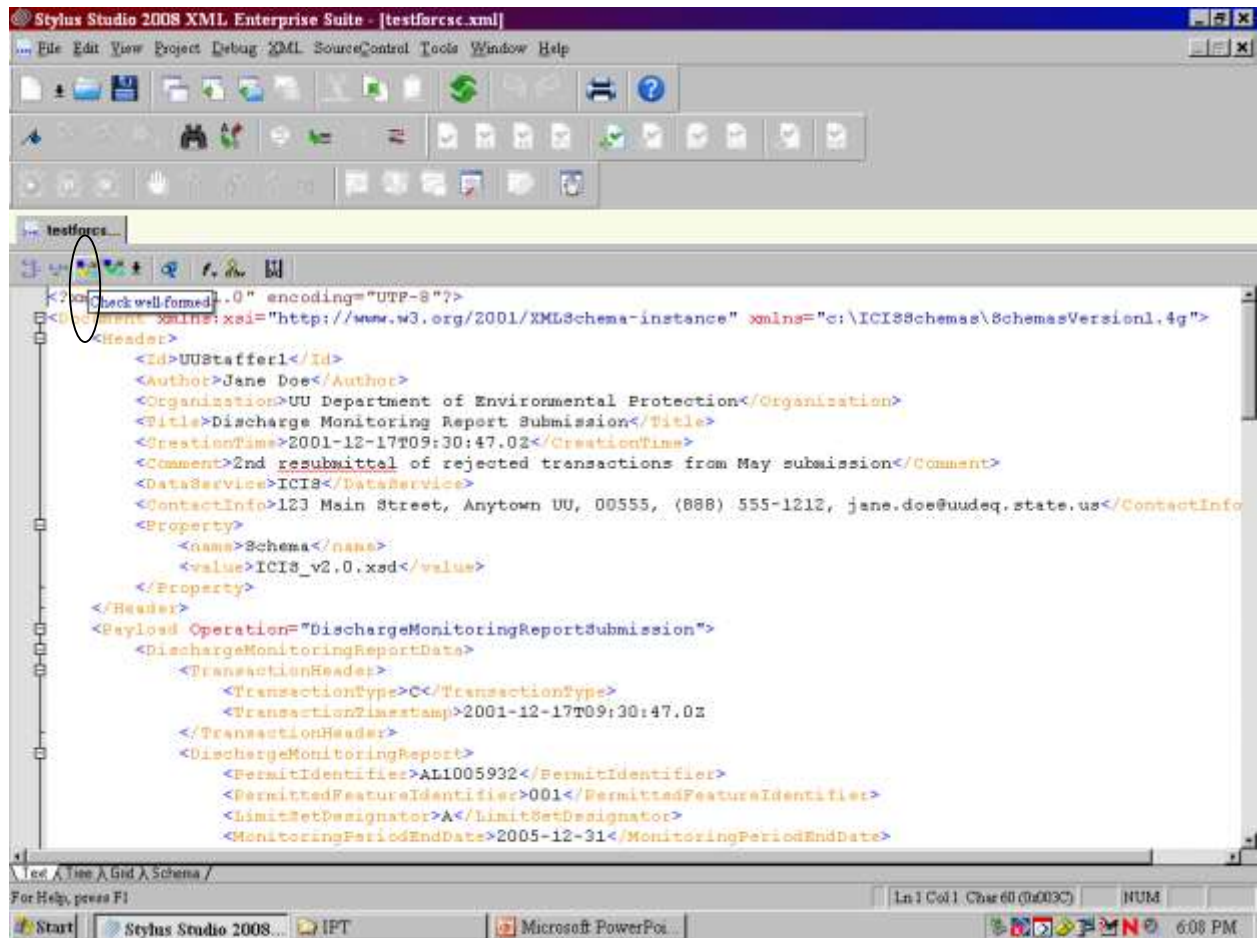 Stylus Studio 2008 XML Enterprise Suite - [testforcsc.xml]
File Edit View Project Debug XML SourceControl Tools Window Help
testforcs...
<? 1.0" encoding="UTF-8"?>
Check well-formed
<Document xmlns:xsi="http://www.w3.org/2001/XMLSchema-instance" xmlns="c:\ICISSchemas\SchemasVersion1.4g">
<Header>
<Id>UUStaffer1</Id>
<Author>Jane Doe</Author>
<Organization>UU Department of Environmental Protection</Organization>
<Title>Discharge Monitoring Report Submission</Title>
<CreationTime>2001-12-17T09:30:47.0Z</CreationTime>
<Comment>2nd resubmittal of rejected transactions from May submission</Comment>
<DataService>ICIS</DataService>
<ContactInfo>123 Main Street, Anytown UU, 00555, (888) 555-1212, jane.doe@uudeq.state.us</ContactInfo
<Property>
<name>Schema</name>
<value>ICIS_v2.0.xsd</value>
</Property>
</Header>
<Payload Operation="DischargeMonitoringReportSubmission">
<DischargeMonitoringReportData>
<TransactionHeader>
<TransactionType>C</TransactionType>
<TransactionTimestamp>2001-12-17T09:30:47.0Z
</TransactionHeader>
<DischargeMonitoringReport>
<PermitIdentifier>AL1005932</PermitIdentifier>
<PermittedFeatureIdentifier>001</PermittedFeatureIdentifier>
<LimitSetDesignator>A</LimitSetDesignator>
<MonitoringPeriodEndDate>2005-12-31</MonitoringPeriodEndDate>
Text Tree Grid Schema
For Help, press F1 Ln 1 Col 1 Char 60 (0x003C) NUM
Start Stylus Studio 2008... IPT Microsoft PowerPoi... 6:08 PM